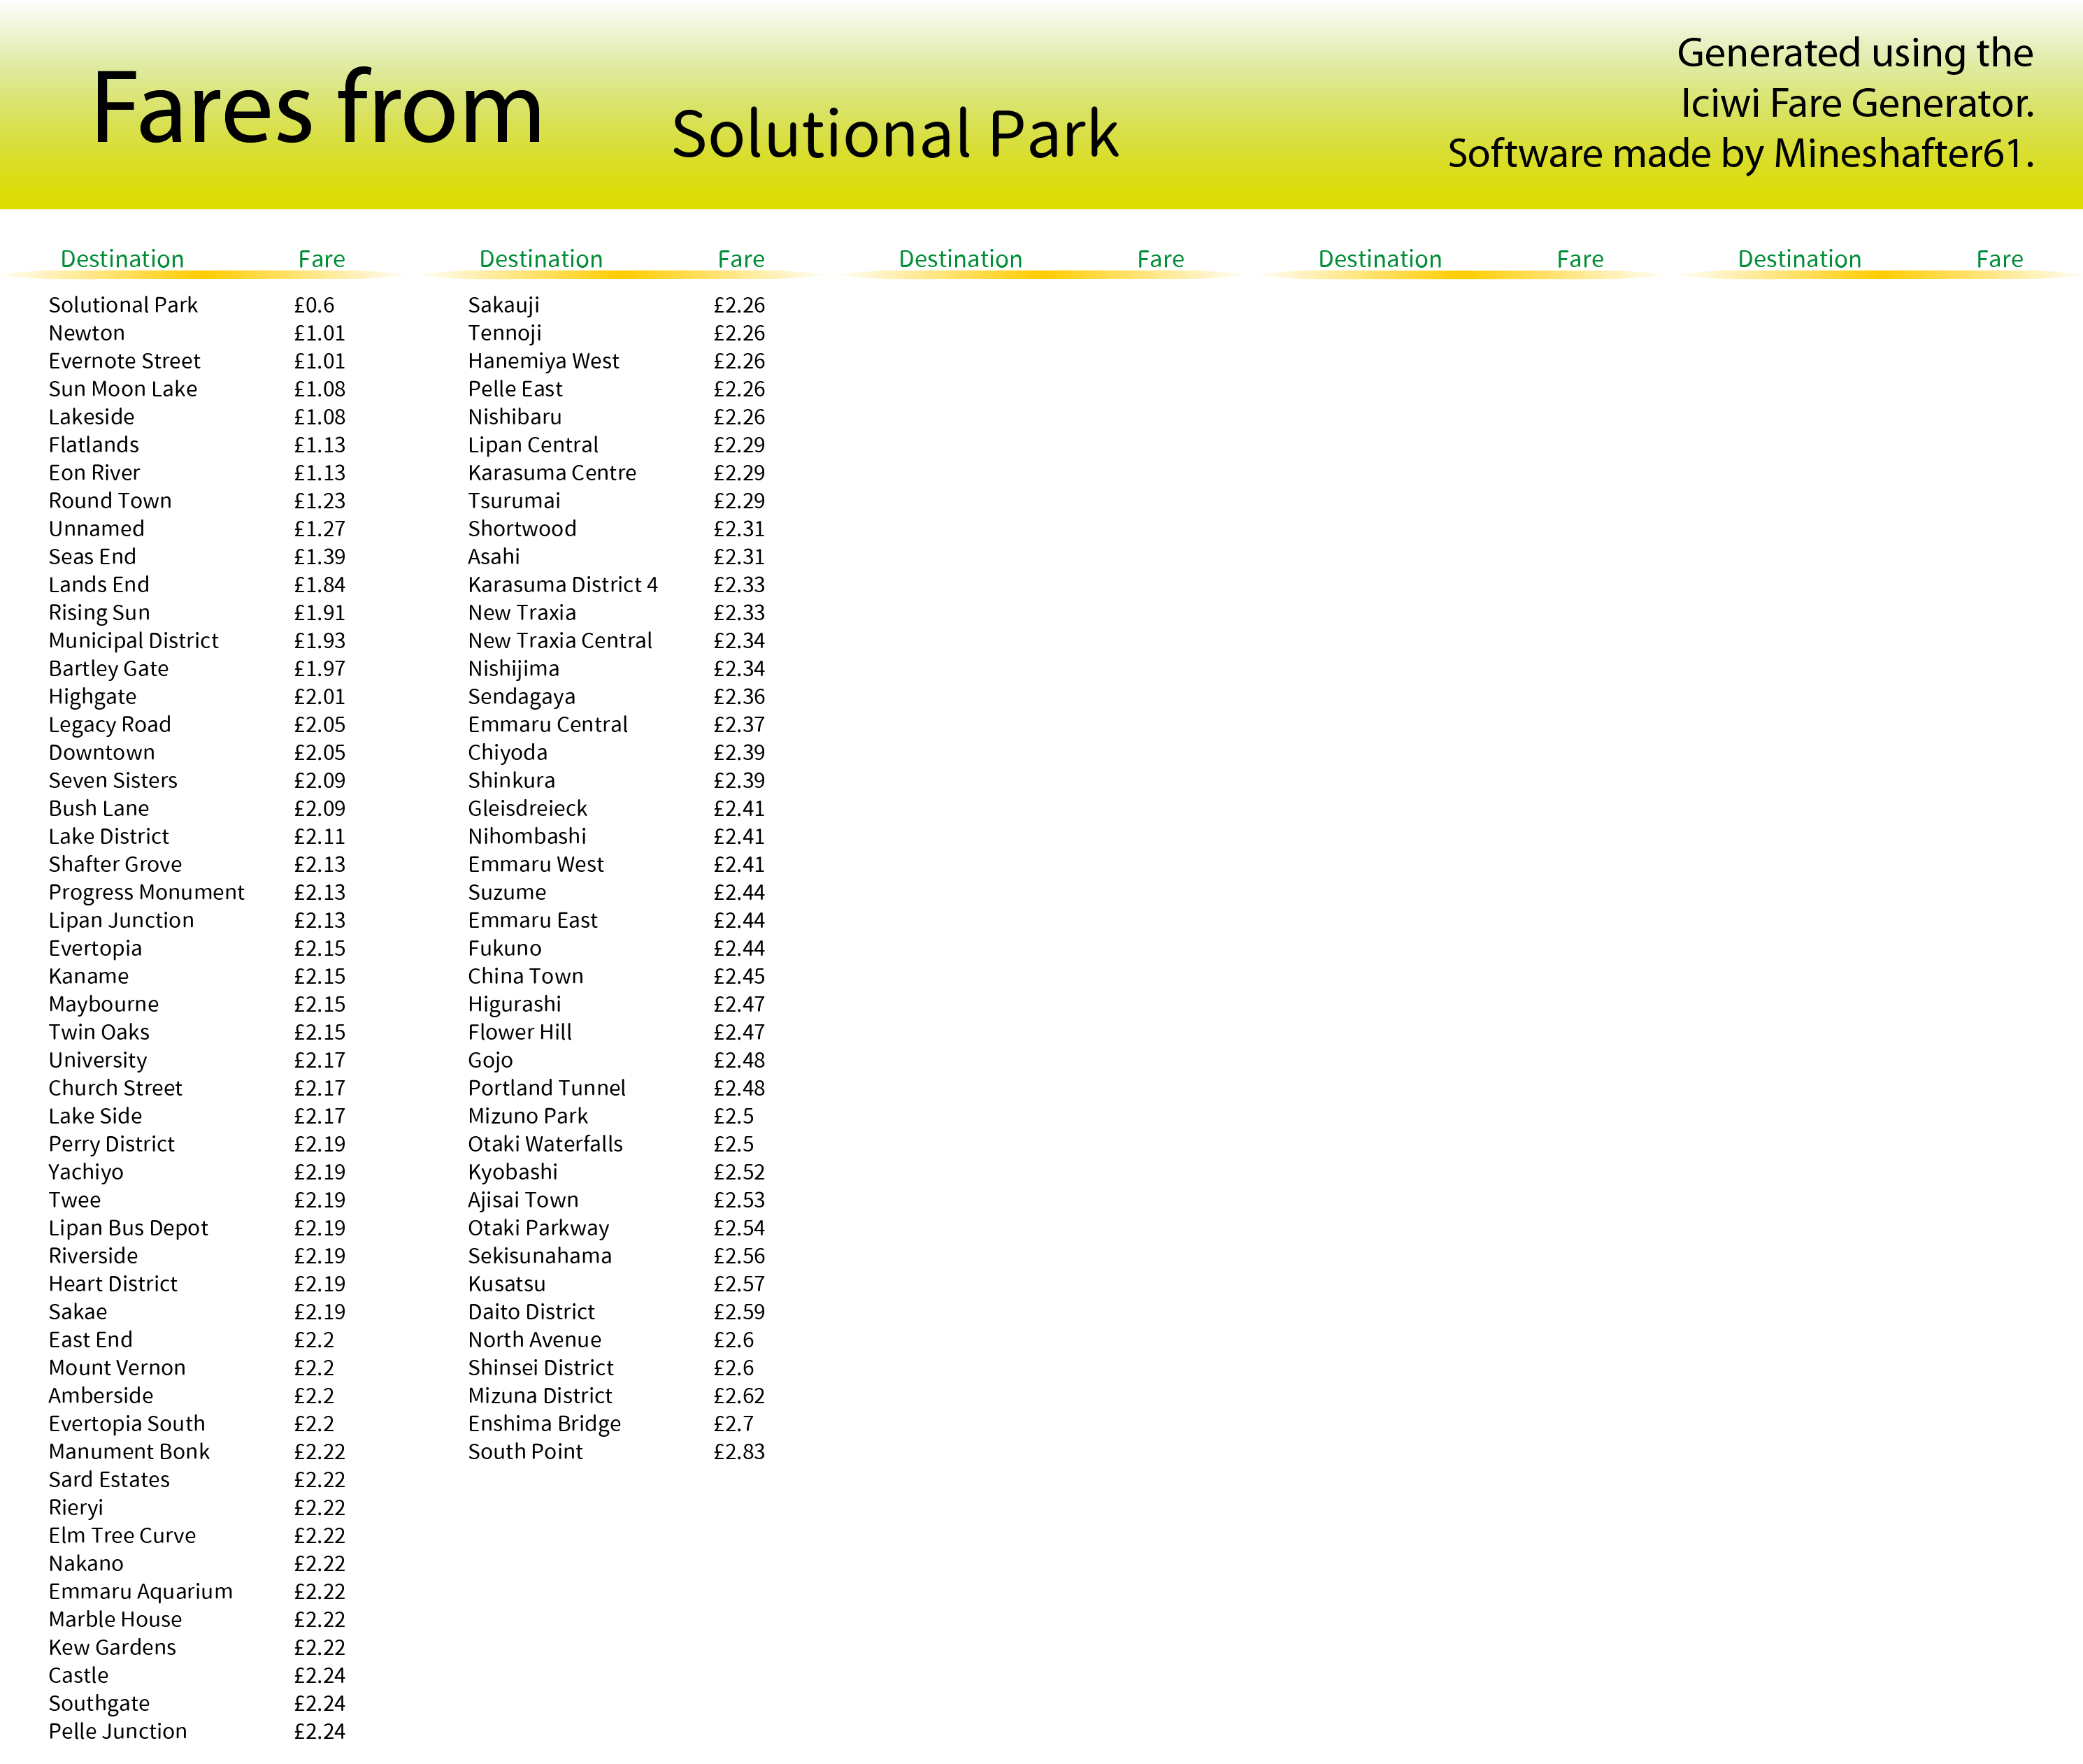 Fares from
Solutional Park
Generated using the
Iciwi Fare Generator.
Software made by Mineshafter61.
Destination Fare Destination Fare Destination Fare Destination Fare Destination Fare
Solutional Park £0.6
Newton £1.01
Evernote Street £1.01
Sun Moon Lake £1.08
Lakeside £1.08
Flatlands £1.13
Eon River £1.13
Round Town £1.23
Unnamed £1.27
Seas End £1.39
Lands End £1.84
Rising Sun £1.91
Municipal District £1.93
Bartley Gate £1.97
Highgate £2.01
Legacy Road £2.05
Downtown £2.05
Seven Sisters £2.09
Bush Lane £2.09
Lake District £2.11
Shafter Grove £2.13
Progress Monument £2.13
Lipan Junction £2.13
Evertopia £2.15
Kaname £2.15
Maybourne £2.15
Twin Oaks £2.15
University £2.17
Church Street £2.17
Lake Side £2.17
Perry District £2.19
Yachiyo £2.19
Twee £2.19
Lipan Bus Depot £2.19
Riverside £2.19
Heart District £2.19
Sakae £2.19
East End £2.2
Mount Vernon £2.2
Amberside £2.2
Evertopia South £2.2
Manument Bonk £2.22
Sard Estates £2.22
Rieryi £2.22
Elm Tree Curve £2.22
Nakano £2.22
Emmaru Aquarium £2.22
Marble House £2.22
Kew Gardens £2.22
Castle £2.24
Southgate £2.24
Pelle Junction £2.24
Sakauji £2.26
Tennoji £2.26
Hanemiya West £2.26
Pelle East £2.26
Nishibaru £2.26
Lipan Central £2.29
Karasuma Centre £2.29
Tsurumai £2.29
Shortwood £2.31
Asahi £2.31
Karasuma District 4 £2.33
New Traxia £2.33
New Traxia Central £2.34
Nishijima £2.34
Sendagaya £2.36
Emmaru Central £2.37
Chiyoda £2.39
Shinkura £2.39
Gleisdreieck £2.41
Nihombashi £2.41
Emmaru West £2.41
Suzume £2.44
Emmaru East £2.44
Fukuno £2.44
China Town £2.45
Higurashi £2.47
Flower Hill £2.47
Gojo £2.48
Portland Tunnel £2.48
Mizuno Park £2.5
Otaki Waterfalls £2.5
Kyobashi £2.52
Ajisai Town £2.53
Otaki Parkway £2.54
Sekisunahama £2.56
Kusatsu £2.57
Daito District £2.59
North Avenue £2.6
Shinsei District £2.6
Mizuna District £2.62
Enshima Bridge £2.7
South Point £2.83